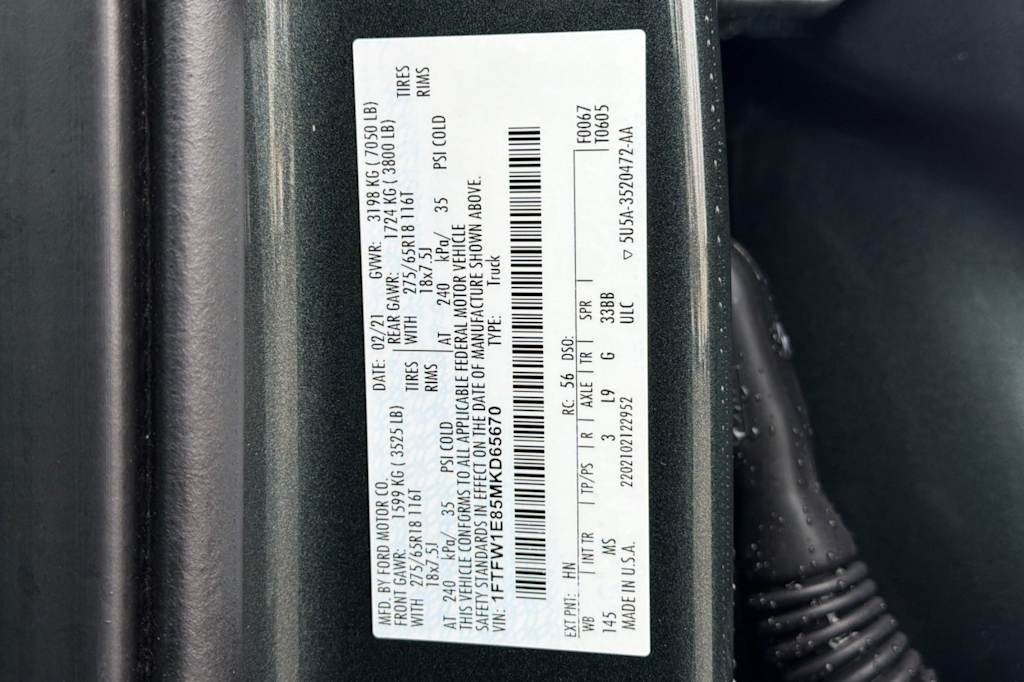 MFD. BY FORD MOTOR CO. DATE: 02/21 GVWR: 3198 KG ( 7050 LB)
FRONT GAWR: 1599 KG ( 3525 LB) REAR GAWR: 1724 KG ( 3800 LB)
WITH 275/65R18 116T TIRES WITH 275/65R18 116T TIRES
18x7.5J RIMS 18x7.5J RIMS
AT 240 kPa/ 35 PSI COLD AT 240 kPa/ 35 PSI COLD
THIS VEHICLE CONFORMS TO ALL APPLICABLE FEDERAL MOTOR VEHICLE
SAFETY STANDARDS IN EFFECT ON THE DATE OF MANUFACTURE SHOWN ABOVE.
VIN: 1FTFW1E85MKD65670 TYPE: Truck
EXT PNT: HN RC: 56 DSO: F0067
WB INT TR TP/PS R AXLE TR SPR T0605
145 MS 3 L9 G 33BB
MADE IN U.S.A. 2202102122952 ULC ▽ 5U5A-3520472-AA